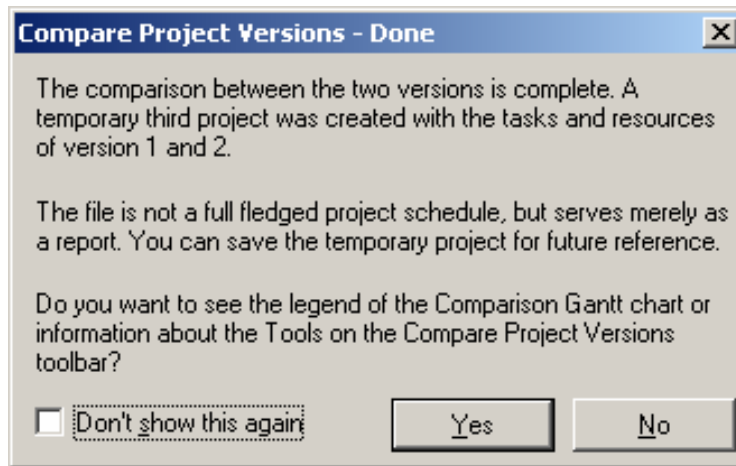 Compare Project Versions - Done
The comparison between the two versions is complete. A
temporary third project was created with the tasks and resources
of version 1 and 2.
The file is not a full fledged project schedule, but serves merely as
a report. You can save the temporary project for future reference.
Do you want to see the legend of the Comparison Gantt chart or
information about the Tools on the Compare Project Versions
toolbar?
Don't show this again
Yes
No